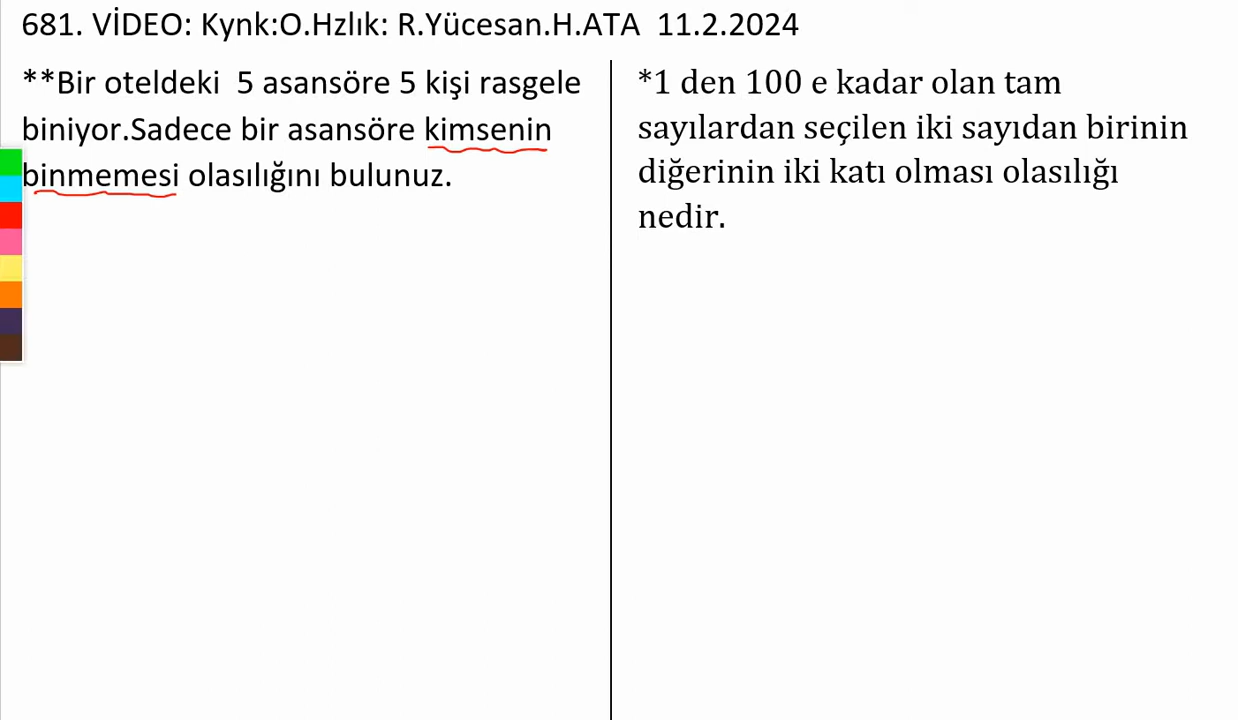 681. VİDEO: Kynk:O.Hzlık: R.Yücesan.H.ATA 11.2.2024
**Bir oteldeki 5 asansöre 5 kişi rasgele
biniyor.Sadece bir asansöre kimsenin
binmemesi olasılığını bulunuz.
*1 den 100 e kadar olan tam
sayılardan seçilen iki sayıdan birinin
diğerinin iki katı olması olasılığı
nedir.